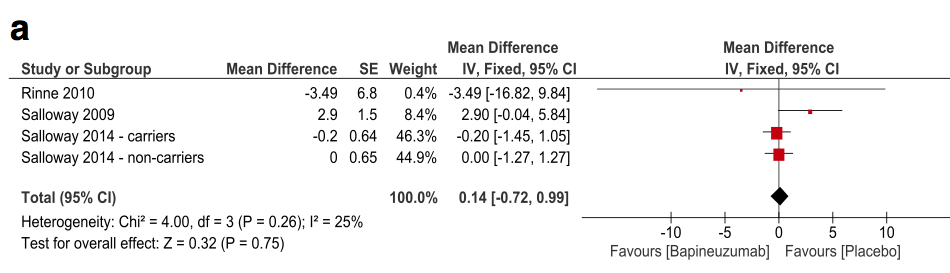 a
Mean Difference Mean Difference
Study or Subgroup Mean Difference SE Weight IV, Fixed, 95% CI IV, Fixed, 95% CI
Rinne 2010 -3.49 6.8 0.4% -3.49 [-16.82, 9.84]
Salloway 2009 2.9 1.5 8.4% 2.90 [-0.04, 5.84]
Salloway 2014 - carriers -0.2 0.64 46.3% -0.20 [-1.45, 1.05]
Salloway 2014 - non-carriers 0 0.65 44.9% 0.00 [-1.27, 1.27]
Total (95% CI) 100.0% 0.14 [-0.72, 0.99]
Heterogeneity: Chi² = 4.00, df = 3 (P = 0.26); I² = 25%
Test for overall effect: Z = 0.32 (P = 0.75)
-10 -5 0 5 10
Favours [Bapineuzumab] Favours [Placebo]